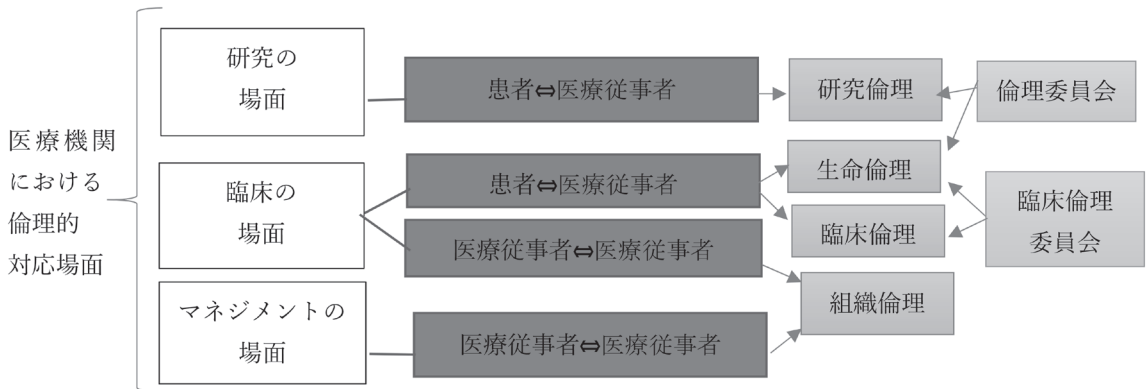 医療機関
における
倫理的
対応場面
研究の
場面
患者⇔医療従事者
研究倫理
倫理委員会
臨床の
場面
患者⇔医療従事者
医療従事者⇔医療従事者
生命倫理
臨床倫理
臨床倫理
委員会
マネジメントの
場面
医療従事者⇔医療従事者
組織倫理